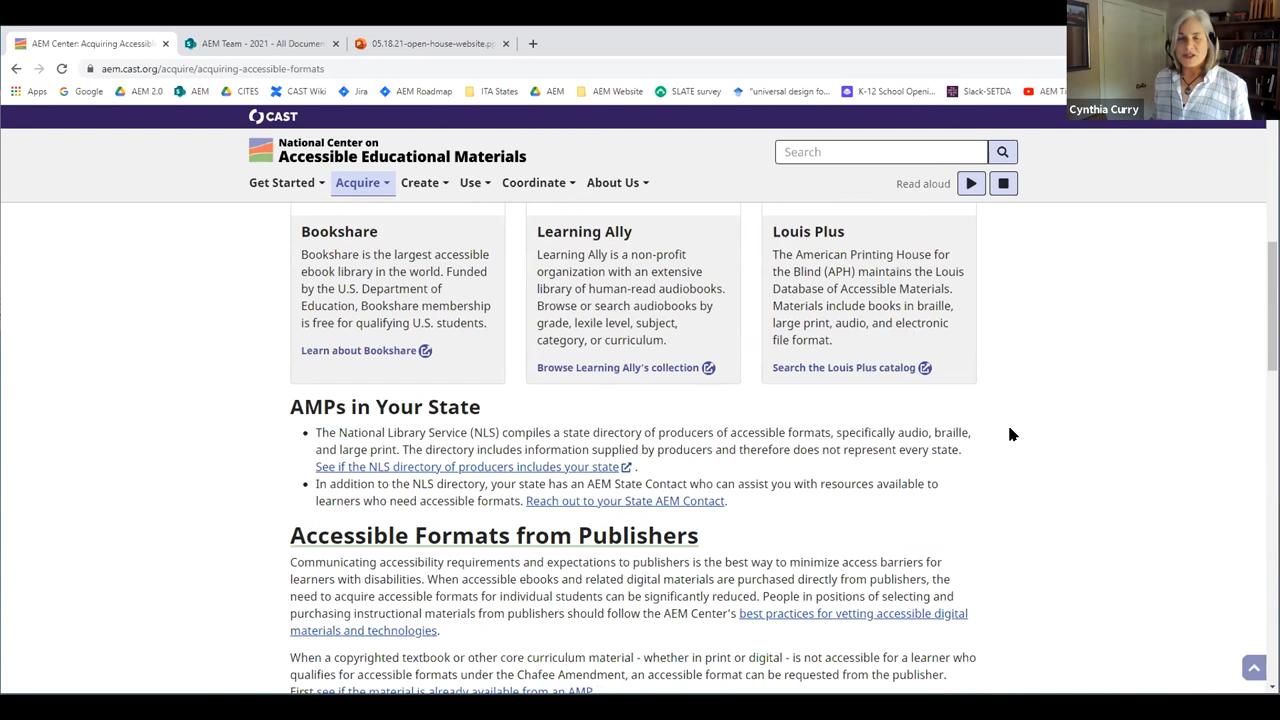 AEM Center: Acquiring Accessibl
AEM Team - 2021 - All Documen
05.18.21-open-house-website.pp
aem.cast.org/acquire/acquiring-accessible-formats
Apps Google AEM 2.0 AEM CITES CAST Wiki Jira AEM Roadmap ITA States AEM AEM Website SLATE survey "universal design fo... K-12 School Openi... Slack-SETDA AEM Ti
Cynthia Curry
CAST
National Center on
Accessible Educational Materials
Search
Get Started Acquire Create Use Coordinate About Us Read aloud
Bookshare
Bookshare is the largest accessible
ebook library in the world. Funded
by the U.S. Department of
Education, Bookshare membership
is free for qualifying U.S. students.
Learn about Bookshare
Learning Ally
Learning Ally is a non-profit
organization with an extensive
library of human-read audiobooks.
Browse or search audiobooks by
grade, lexile level, subject,
category, or curriculum.
Browse Learning Ally's collection
Louis Plus
The American Printing House for
the Blind (APH) maintains the Louis
Database of Accessible Materials.
Materials include books in braille,
large print, audio, and electronic
file format.
Search the Louis Plus catalog
AMPs in Your State
• The National Library Service (NLS) compiles a state directory of producers of accessible formats, specifically audio, braille,
and large print. The directory includes information supplied by producers and therefore does not represent every state.
See if the NLS directory of producers includes your state .
• In addition to the NLS directory, your state has an AEM State Contact who can assist you with resources available to
learners who need accessible formats. Reach out to your State AEM Contact.
Accessible Formats from Publishers
Communicating accessibility requirements and expectations to publishers is the best way to minimize access barriers for
learners with disabilities. When accessible ebooks and related digital materials are purchased directly from publishers, the
need to acquire accessible formats for individual students can be significantly reduced. People in positions of selecting and
purchasing instructional materials from publishers should follow the AEM Center's best practices for vetting accessible digital
materials and technologies.
When a copyrighted textbook or other core curriculum material - whether in print or digital - is not accessible for a learner who
qualifies for accessible formats under the Chafee Amendment, an accessible format can be requested from the publisher.
First see if the material is already available from an AMP